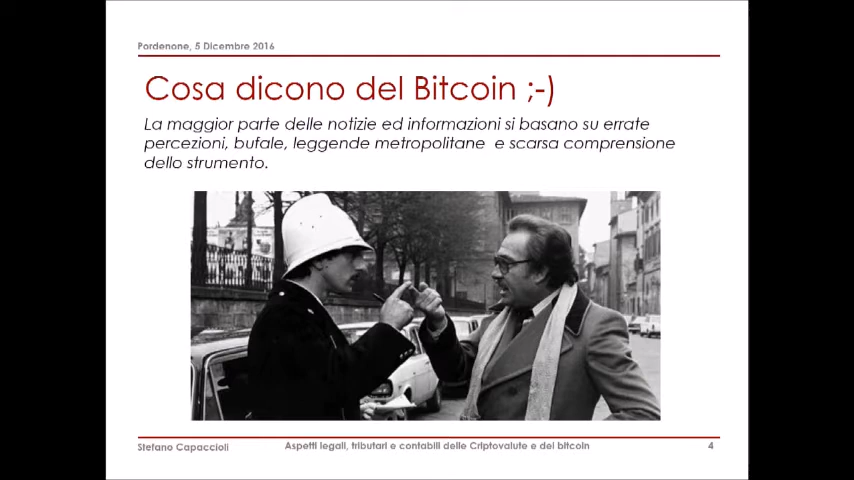 Pordenone, 5 Dicembre 2016
Cosa dicono del Bitcoin ;-)
La maggior parte delle notizie ed informazioni si basano su errate
percezioni, bufale, leggende metropolitane e scarsa comprensione
dello strumento.
Stefano Capaccioli
Aspetti legali, tributari e contabili delle Criptovalute e del bitcoin
4